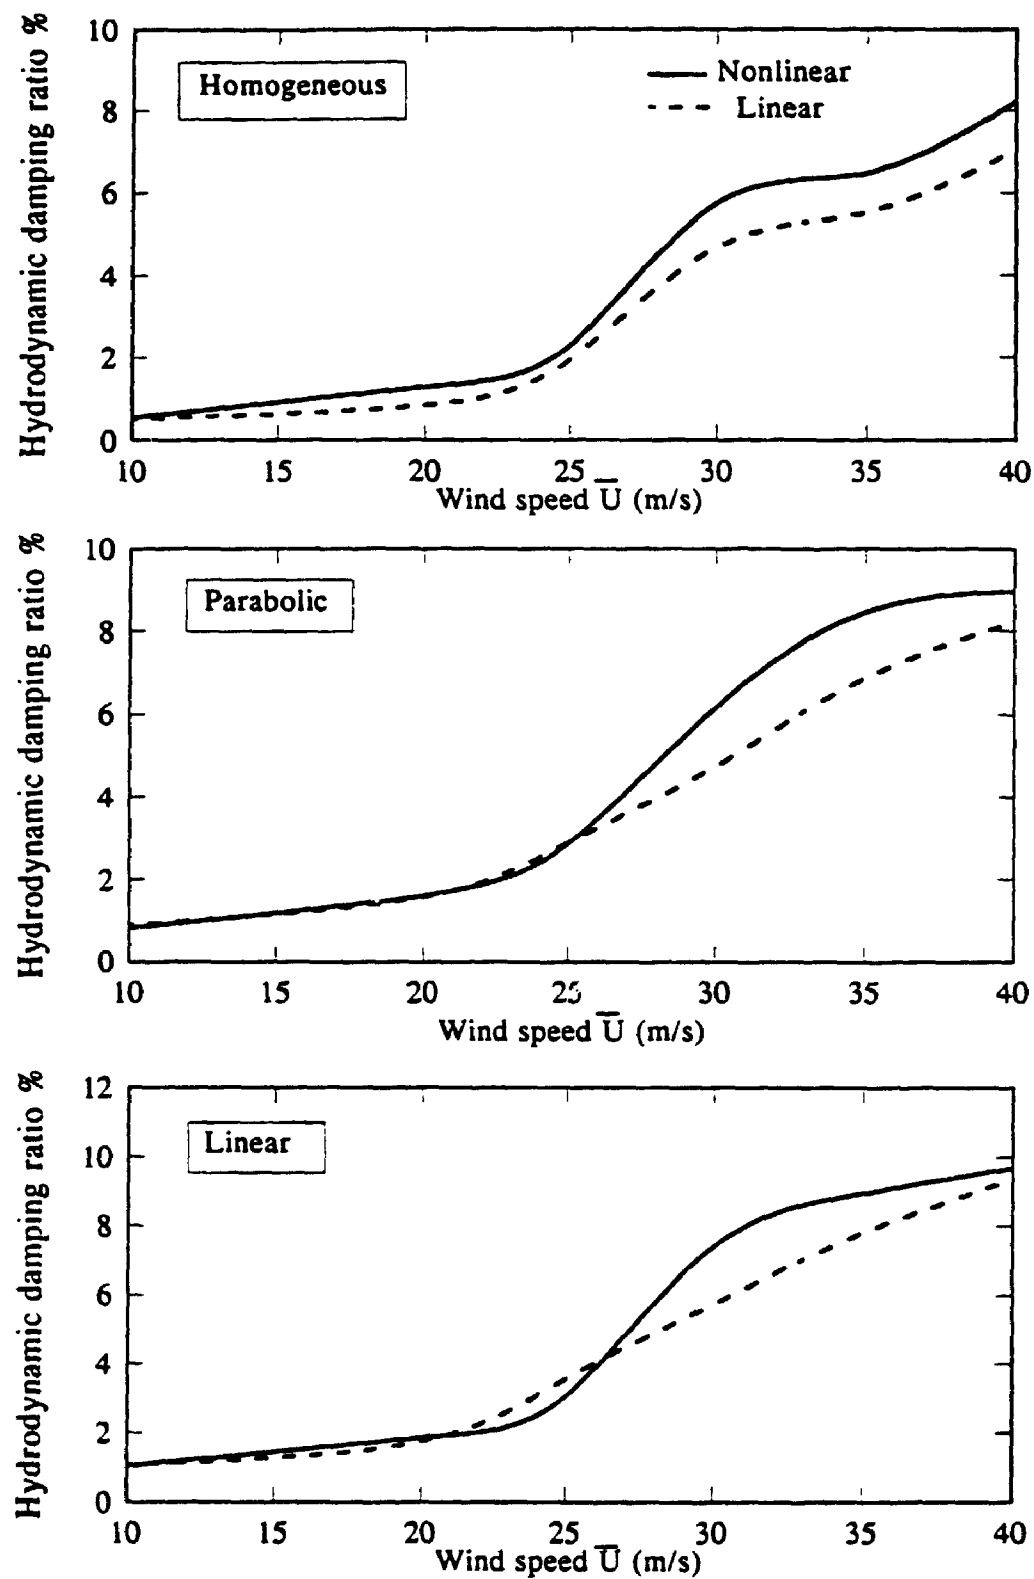 Hydrodynamic damping ratio %
10
8
6
4
2
0
Homogeneous
Nonlinear
Linear
10 15 20 25 30 35 40
Wind speed U̅ (m/s)
Hydrodynamic damping ratio %
10
8
6
4
2
0
Parabolic
10 15 20 25 30 35 40
Wind speed U̅ (m/s)
Hydrodynamic damping ratio %
12
10
8
6
4
2
0
Linear
10 15 20 25 30 35 40
Wind speed U̅ (m/s)